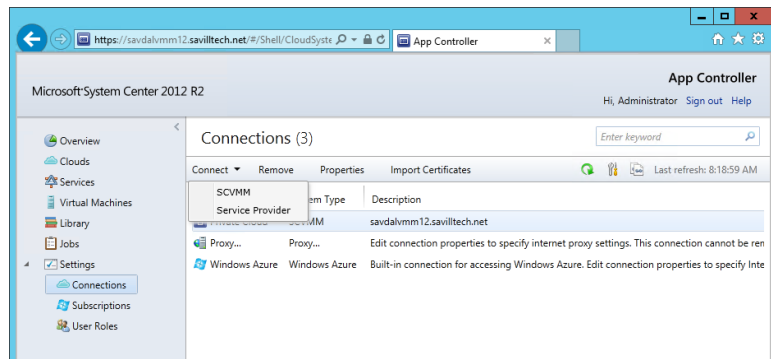 https://savdalvmm12.savilltech.net/#/Shell/CloudSyste
App Controller
Microsoft System Center 2012 R2
App Controller
Hi, Administrator Sign out Help
Overview
Clouds
Services
Virtual Machines
Library
Jobs
Settings
Connections
Subscriptions
User Roles
Connections (3)
Enter keyword
Connect Remove Properties Import Certificates Last refresh: 8:18:59 AM
SCVMM
Service Provider
em Type Description
Private Cloud SCVMM savdalvmm12.savilltech.net
Proxy... Proxy... Edit connection properties to specify internet proxy settings. This connection cannot be ren
Windows Azure Windows Azure Built-in connection for accessing Windows Azure. Edit connection properties to specify Inte